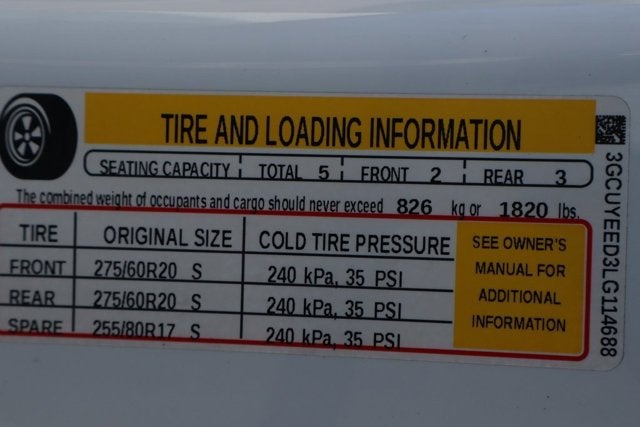 TIRE AND LOADING INFORMATION
SEATING CAPACITY TOTAL 5 FRONT 2 REAR 3
The combined weight of occupants and cargo should never exceed 826 kg or 1820 lbs.
TIRE ORIGINAL SIZE COLD TIRE PRESSURE
FRONT 275/60R20 S 240 kPa, 35 PSI
REAR 275/60R20 S 240 kPa, 35 PSI
SPARE 255/80R17 S 240 kPa, 35 PSI
SEE OWNER'S
MANUAL FOR
ADDITIONAL
INFORMATION
3GCUYEED3LG114688